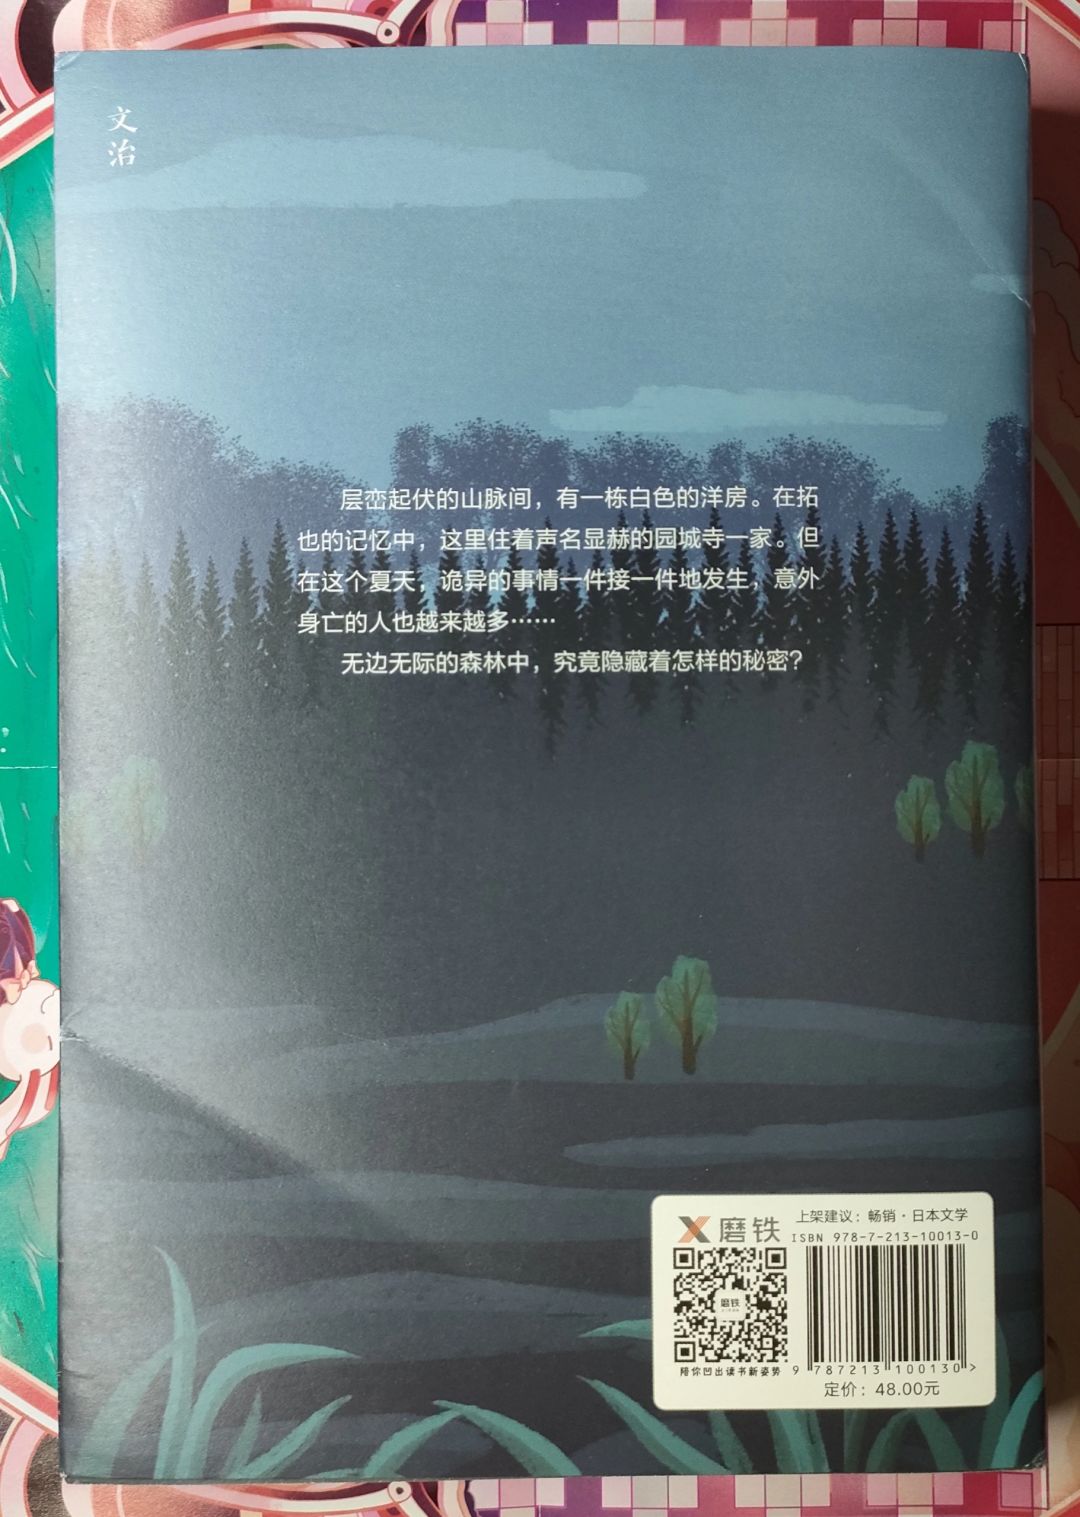 文治
层峦起伏的山脉间，有一栋白色的洋房。在拓
也的记忆中，这里住着声名显赫的园城寺一家。但
在这个夏天，诡异的事情一件接一件地发生，意外
身亡的人也越来越多……
无边无际的森林中，究竟隐藏着怎样的秘密？
磨铁
上架建议：畅销·日本文学
ISBN 978-7-213-10013-0
磨铁
陪你凹出读书新姿势
9 787213 100130 >
定价：48.00元